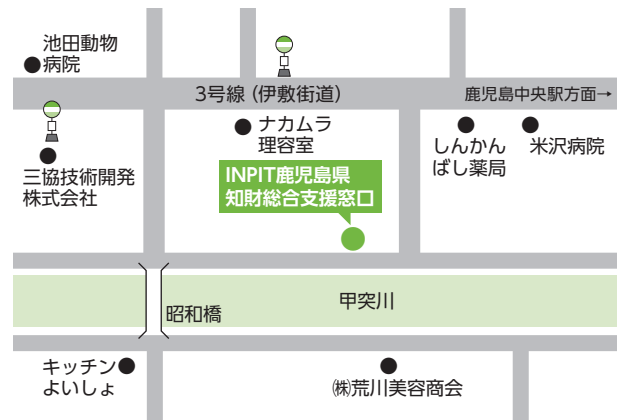 池田動物
病院
3号線（伊敷街道）
鹿児島中央駅方面→
ナカムラ
理容室
しんかん
ばし薬局
米沢病院
三協技術開発
株式会社
INPIT鹿児島県
知財総合支援窓口
甲突川
昭和橋
キッチン
よいしょ
㈱荒川美容商会